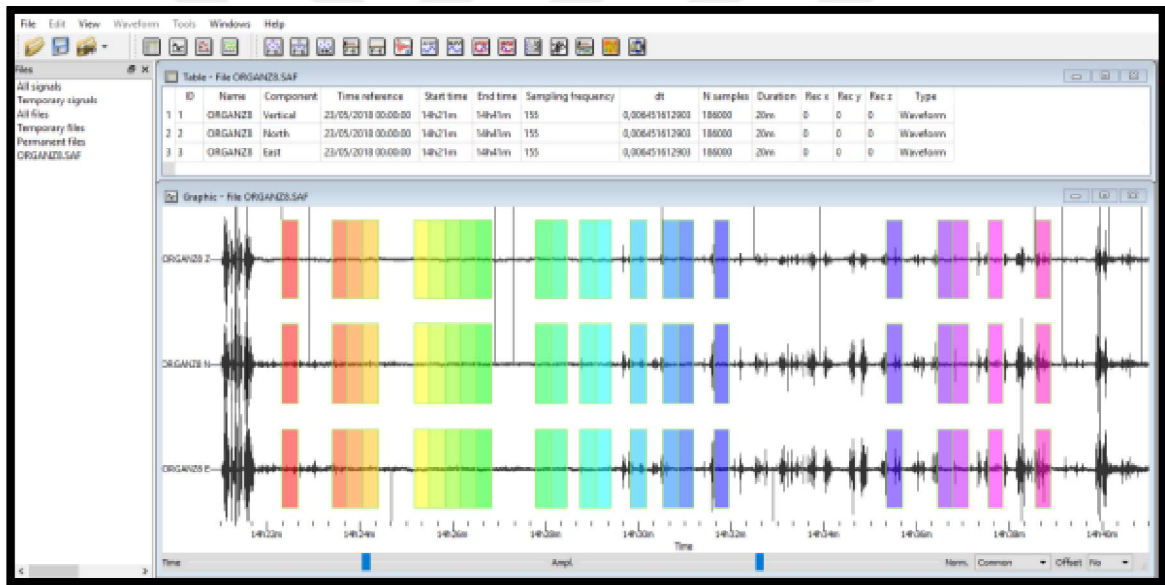 File Edit View Waveform Tools Windows Help
Files
All signals
Temporary signals
All files
Temporary files
Permanent files
ORGANZ8.SAF
Table - File ORGANZ8.SAF
ID Name Component Time reference Start time End time Sampling frequency dt N samples Duration Rec x Rec y Rec z Type
1 1 ORGANZ8 Vertical 23/05/2018 00:00:00 14h21m 14h41m 155 0,006451612903 186000 20m 0 0 0 Waveform
2 2 ORGANZ8 North 23/05/2018 00:00:00 14h21m 14h41m 155 0,006451612903 186000 20m 0 0 0 Waveform
3 3 ORGANZ8 East 23/05/2018 00:00:00 14h21m 14h41m 155 0,006451612903 186000 20m 0 0 0 Waveform
Graphic - File ORGANZ8.SAF
ORGANZ8 Z
ORGANZ8 N
ORGANZ8 E
14h22m 14h24m 14h26m 14h28m 14h30m 14h32m 14h34m 14h36m 14h38m 14h40m
Time
Time Ampl. Norm. Common Offset No